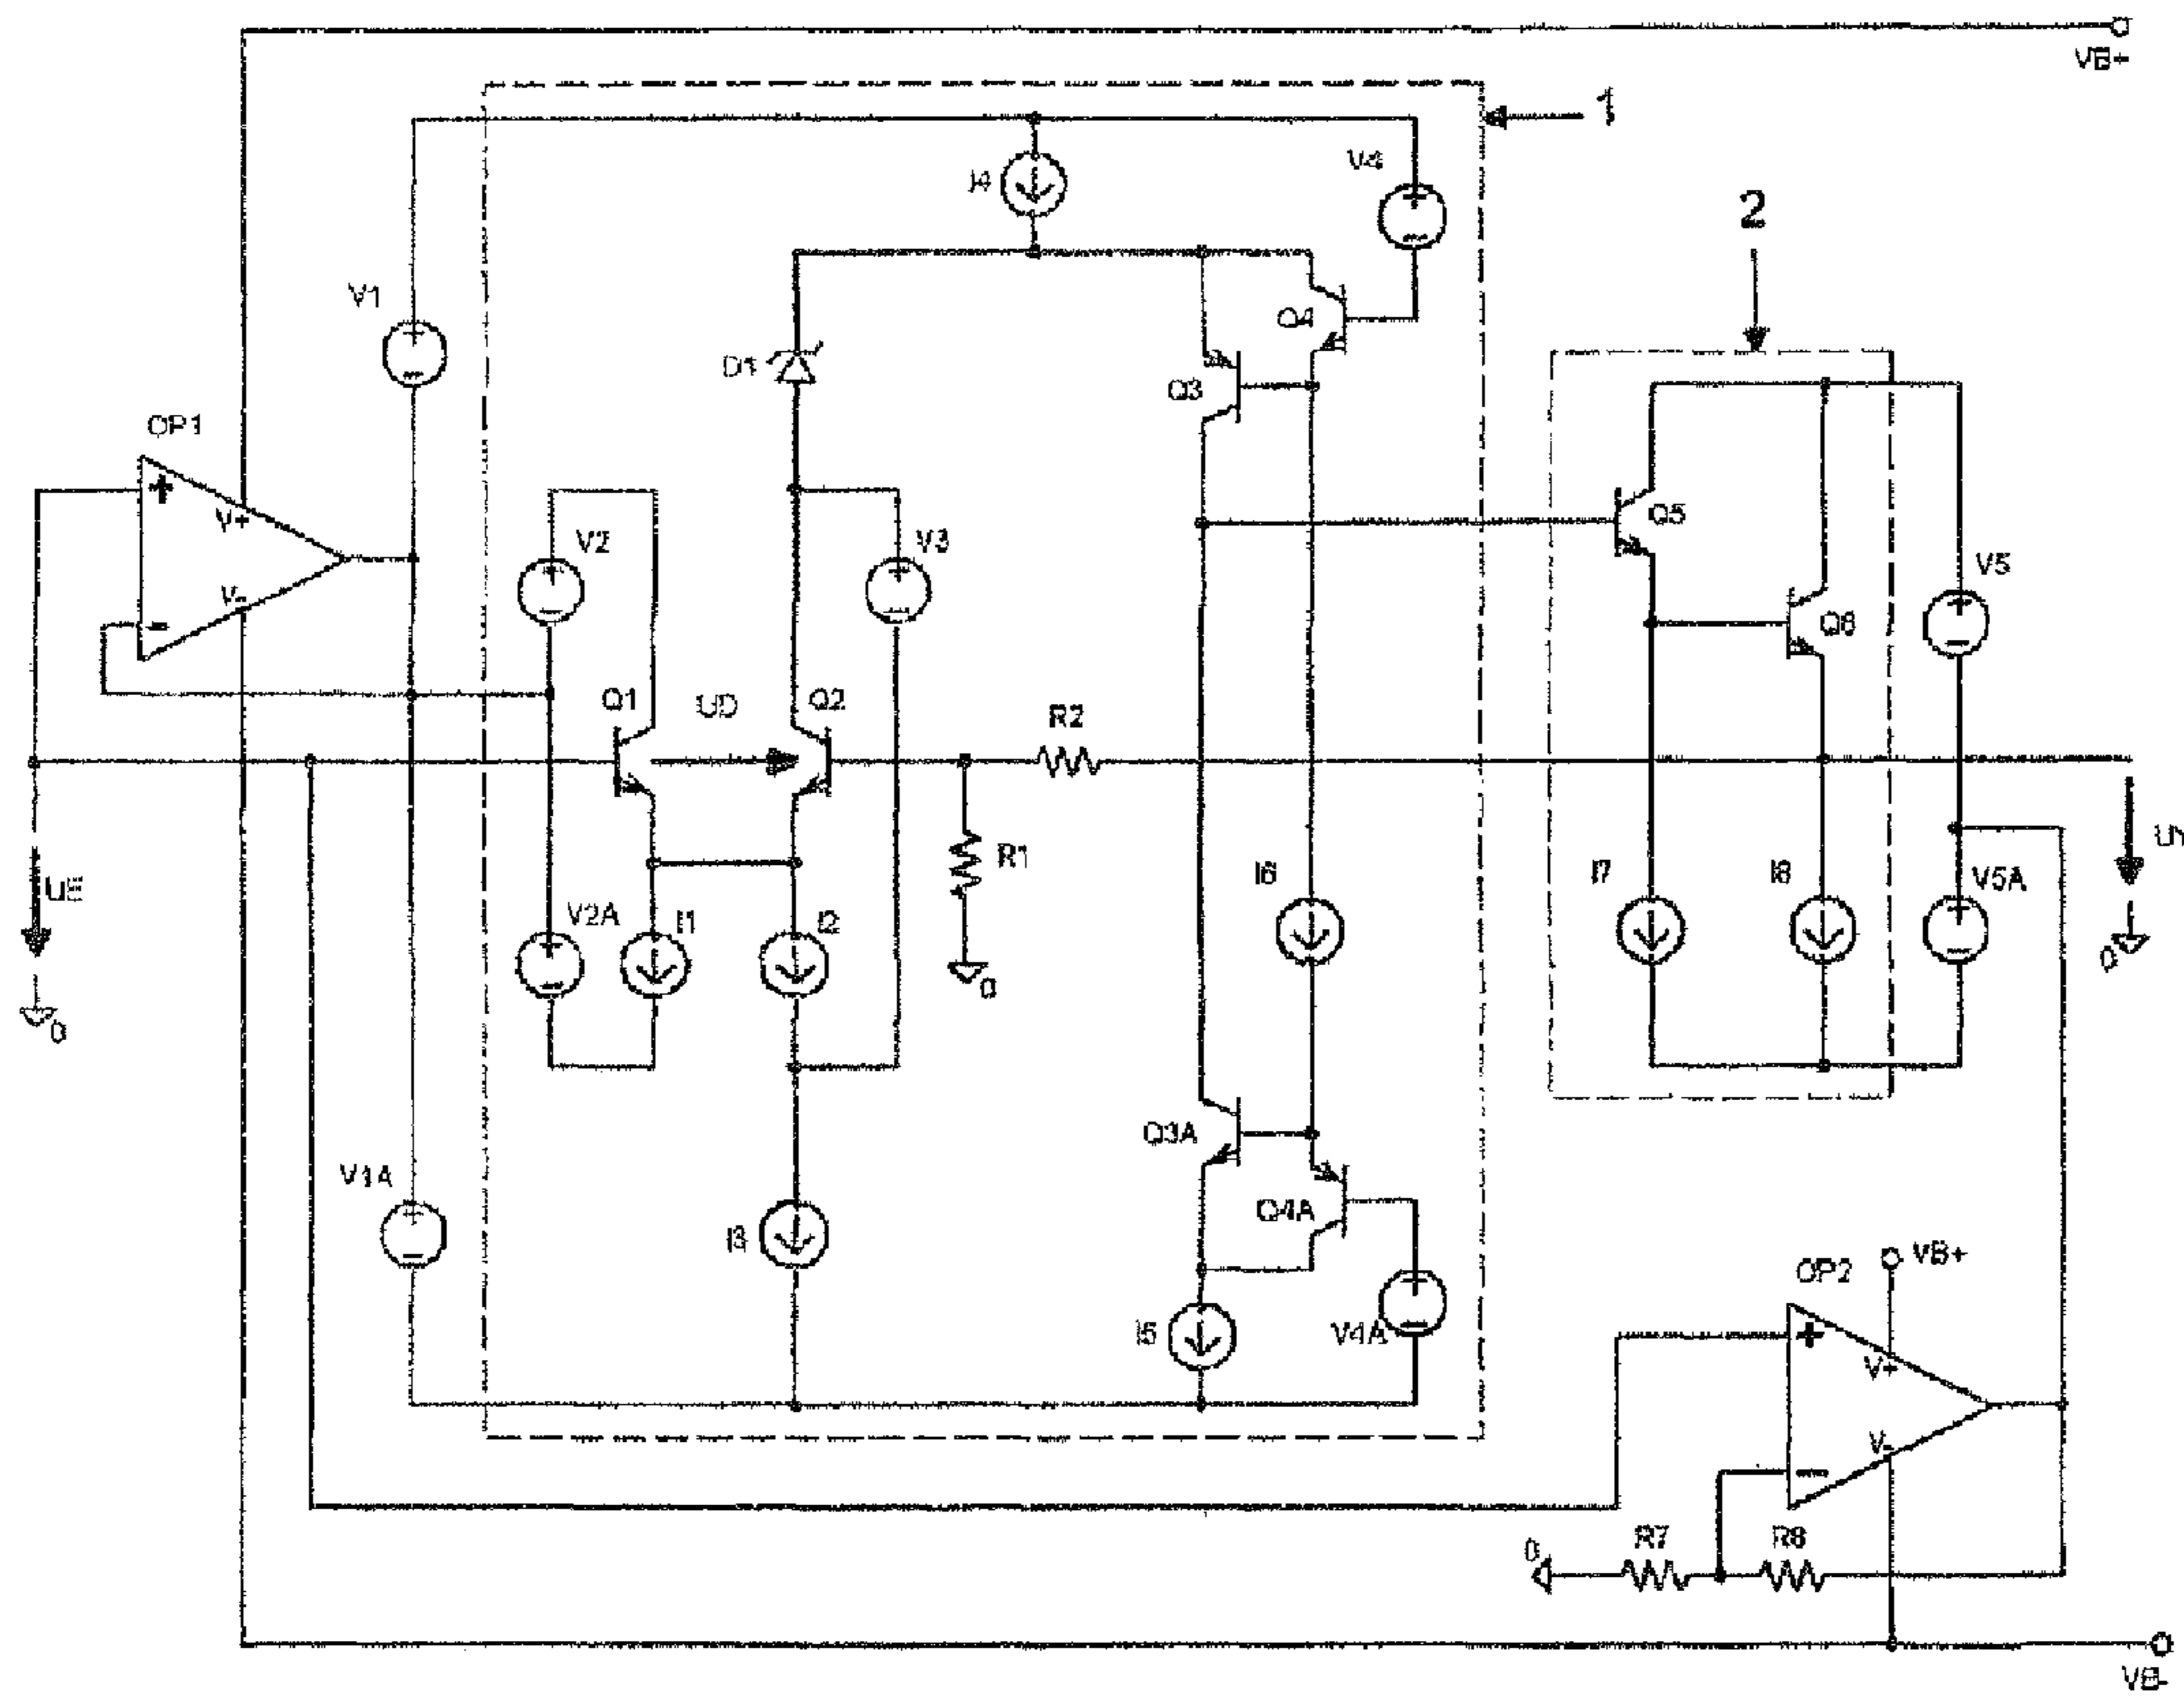 VB+
1
I4
V4
2
V1
Q4
D1
Q3
OP1
+
V+
V2
V3
Q5
V5
V-
-
Q6
Q1
UD
Q2
R2
R1
I6
I7
I8
V5A
UE
V2A
I1
I2
0
0
0
Q3A
V1A
I3
Q4A
VB+
OP2
I5
V4A
+
V+
V-
-
0
R7
R8
VB-